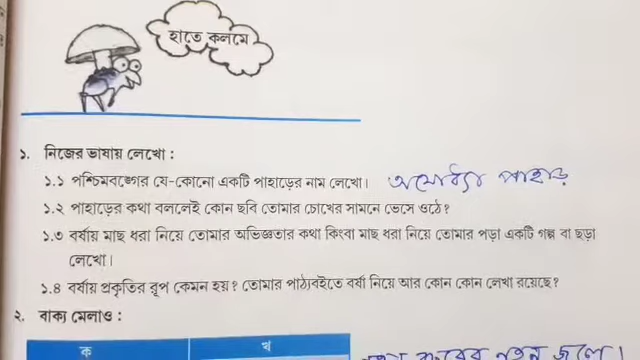 হাতে কলমে
১. নিজের ভাষায় লেখো :
১.১ পশ্চিমবঙ্গের যে-কোনো একটি পাহাড়ের নাম লেখো। অযোধ্যা পাহাড়
১.২ পাহাড়ের কথা বললেই কোন ছবি তোমার চোখের সামনে ভেসে ওঠে?
১.৩ বর্ষায় মাছ ধরা নিয়ে তোমার অভিজ্ঞতার কথা কিংবা মাছ ধরা নিয়ে তোমার পড়া একটি গল্প বা ছড়া
লেখো।
১.৪ বর্ষায় প্রকৃতির রূপ কেমন হয়? তোমার পাঠ্যবইতে বর্ষা নিয়ে আর কোন কোন লেখা রয়েছে?
২. বাক্য মেলাও :
ক খ
নতুন জলে।